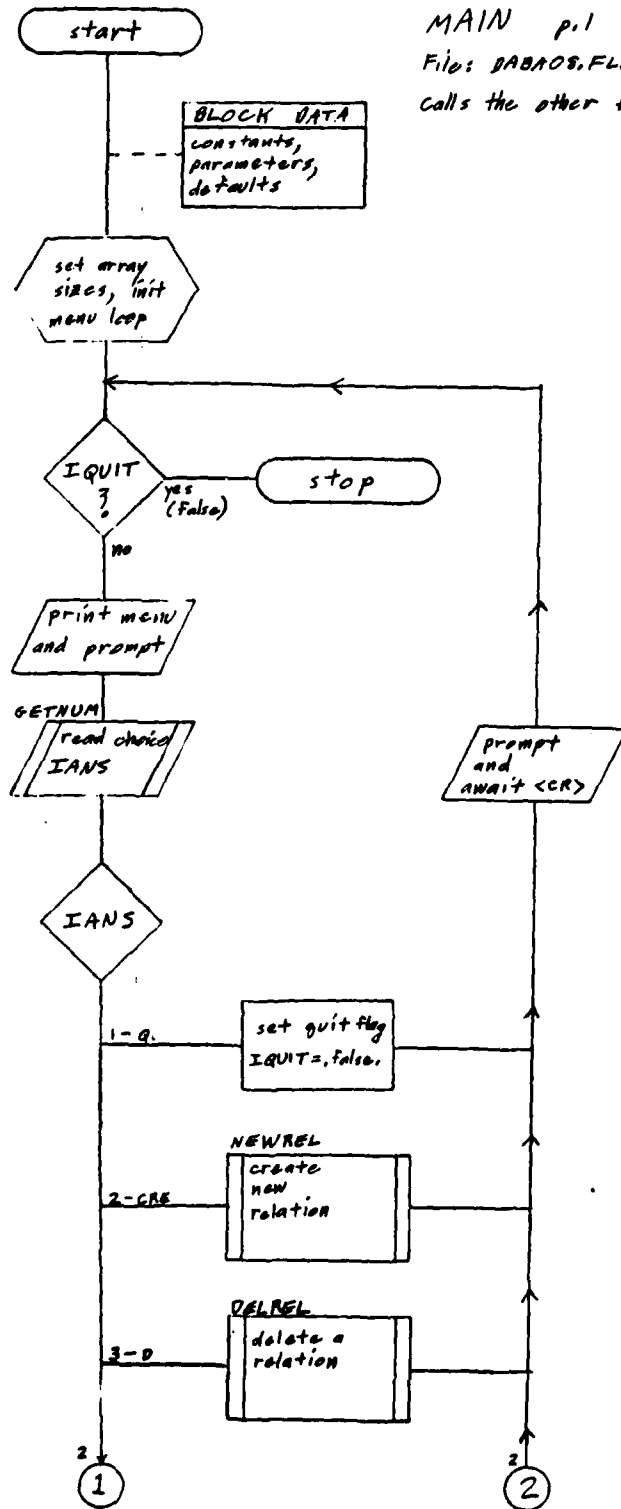 start
MAIN p.1
File: DABAO8.FL
Calls the other
BLOCK DATA
constants,
parameters,
defaults
set array
sizes, init
menu loop
IQUIT
?
yes
(false)
stop
no
print menu
and prompt
GETNUM
read choice
IANS
prompt
and
await <CR>
IANS
1-Q.
set quit flag
IQUIT=.false.
NEWREL
2-CRE
create
new
relation
DELREL
3-D
delete a
relation
2
1
2
2